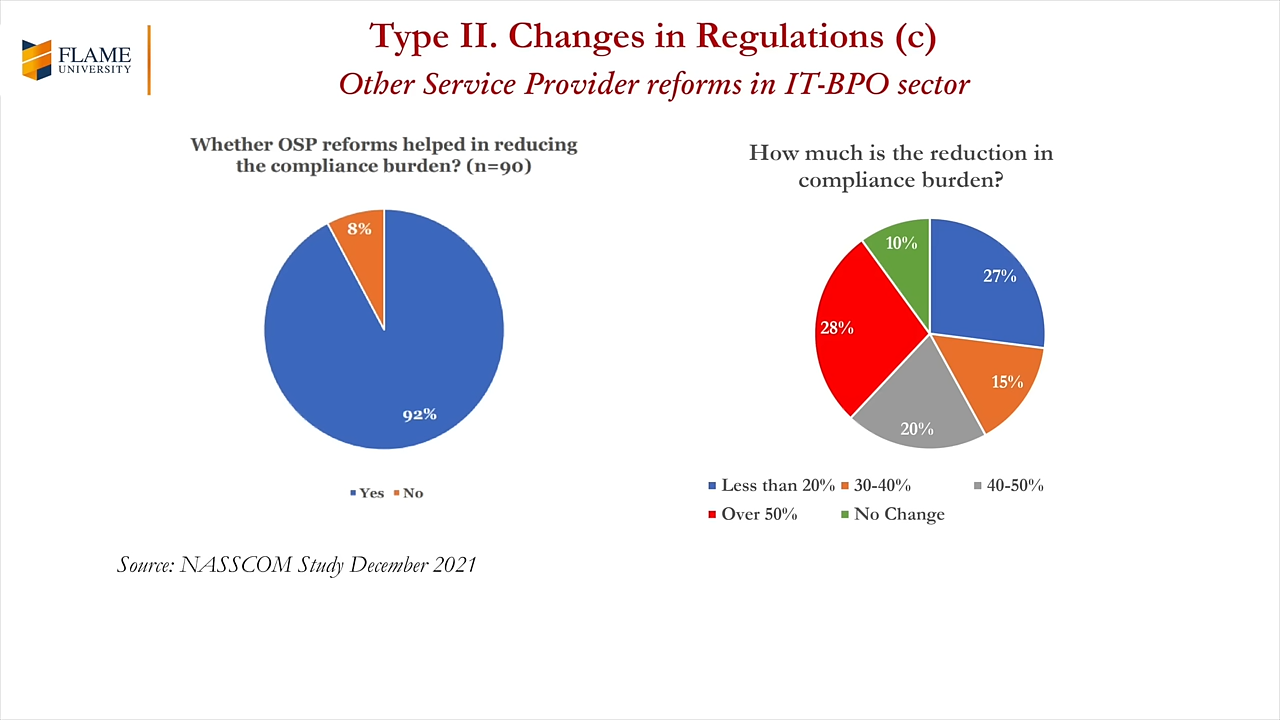 FLAME
UNIVERSITY
Type II. Changes in Regulations (c)
Other Service Provider reforms in IT-BPO sector
Whether OSP reforms helped in reducing
the compliance burden? (n=90)
8%
92%
Yes No
How much is the reduction in
compliance burden?
10%
27%
28%
15%
20%
Less than 20% 30-40% 40-50%
Over 50% No Change
Source: NASSCOM Study December 2021